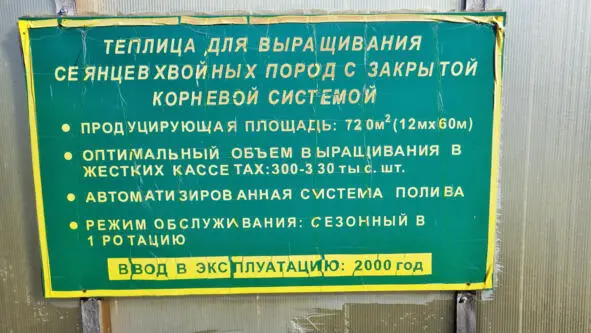 ТЕПЛИЦА ДЛЯ ВЫРАЩИВАНИЯ
СЕЯНЦЕВ ХВОЙНЫХ ПОРОД С ЗАКРЫТОЙ
КОРНЕВОЙ СИСТЕМОЙ
• ПРОДУЦИРУЮЩАЯ ПЛОЩАДЬ: 720м² (12мх60м)
• ОПТИМАЛЬНЫЙ ОБЪЕМ ВЫРАЩИВАНИЯ В
ЖЕСТКИХ КАССЕТАХ: 300-330 тыс. шт.
• АВТОМАТИЗИРОВАННАЯ СИСТЕМА ПОЛИВА
• РЕЖИМ ОБСЛУЖИВАНИЯ: СЕЗОННЫЙ В
1 РОТАЦИЮ
ВВОД В ЭКСПЛУАТАЦИЮ: 2000 год